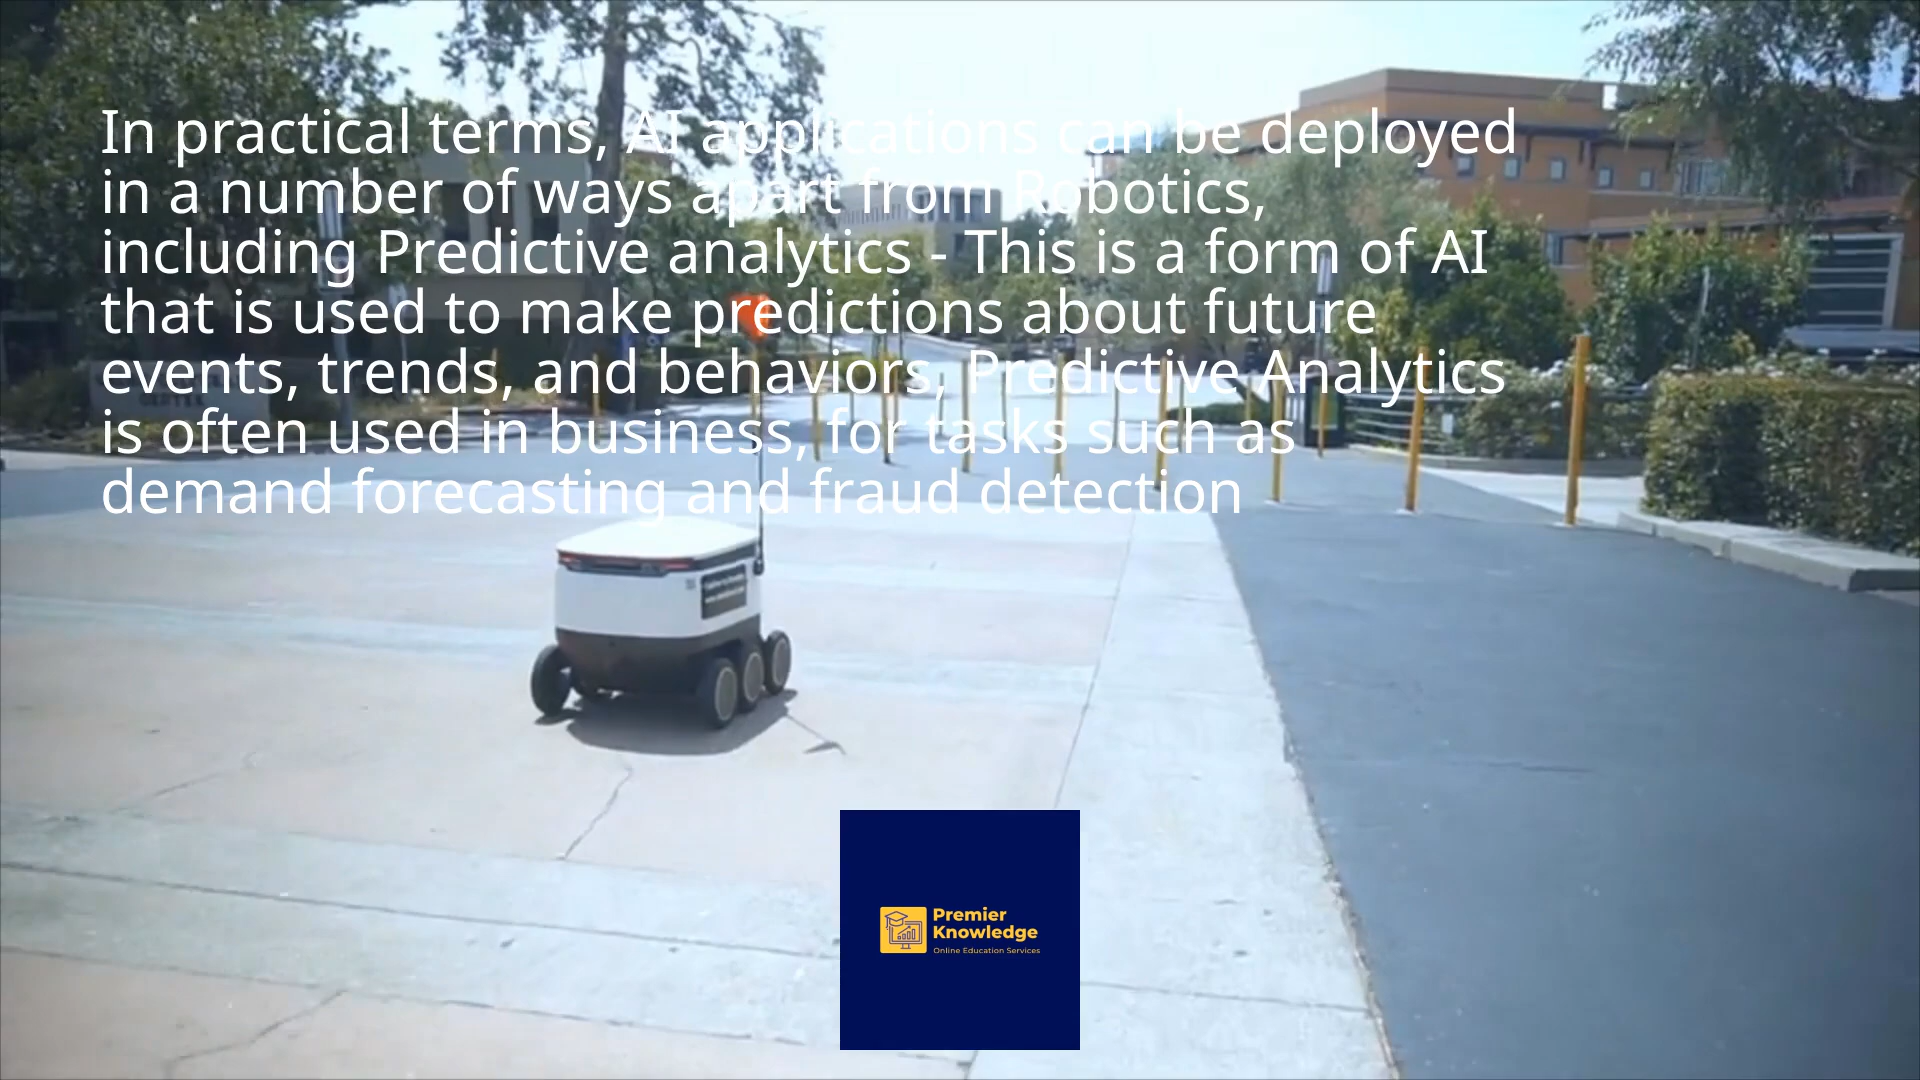 In practical terms, AI applications can be deployed
in a number of ways apart from Robotics,
including Predictive analytics - This is a form of AI
that is used to make predictions about future
events, trends, and behaviors, Predictive Analytics
is often used in business, for tasks such as
demand forecasting and fraud detection
Premier
Knowledge
Online Education Services